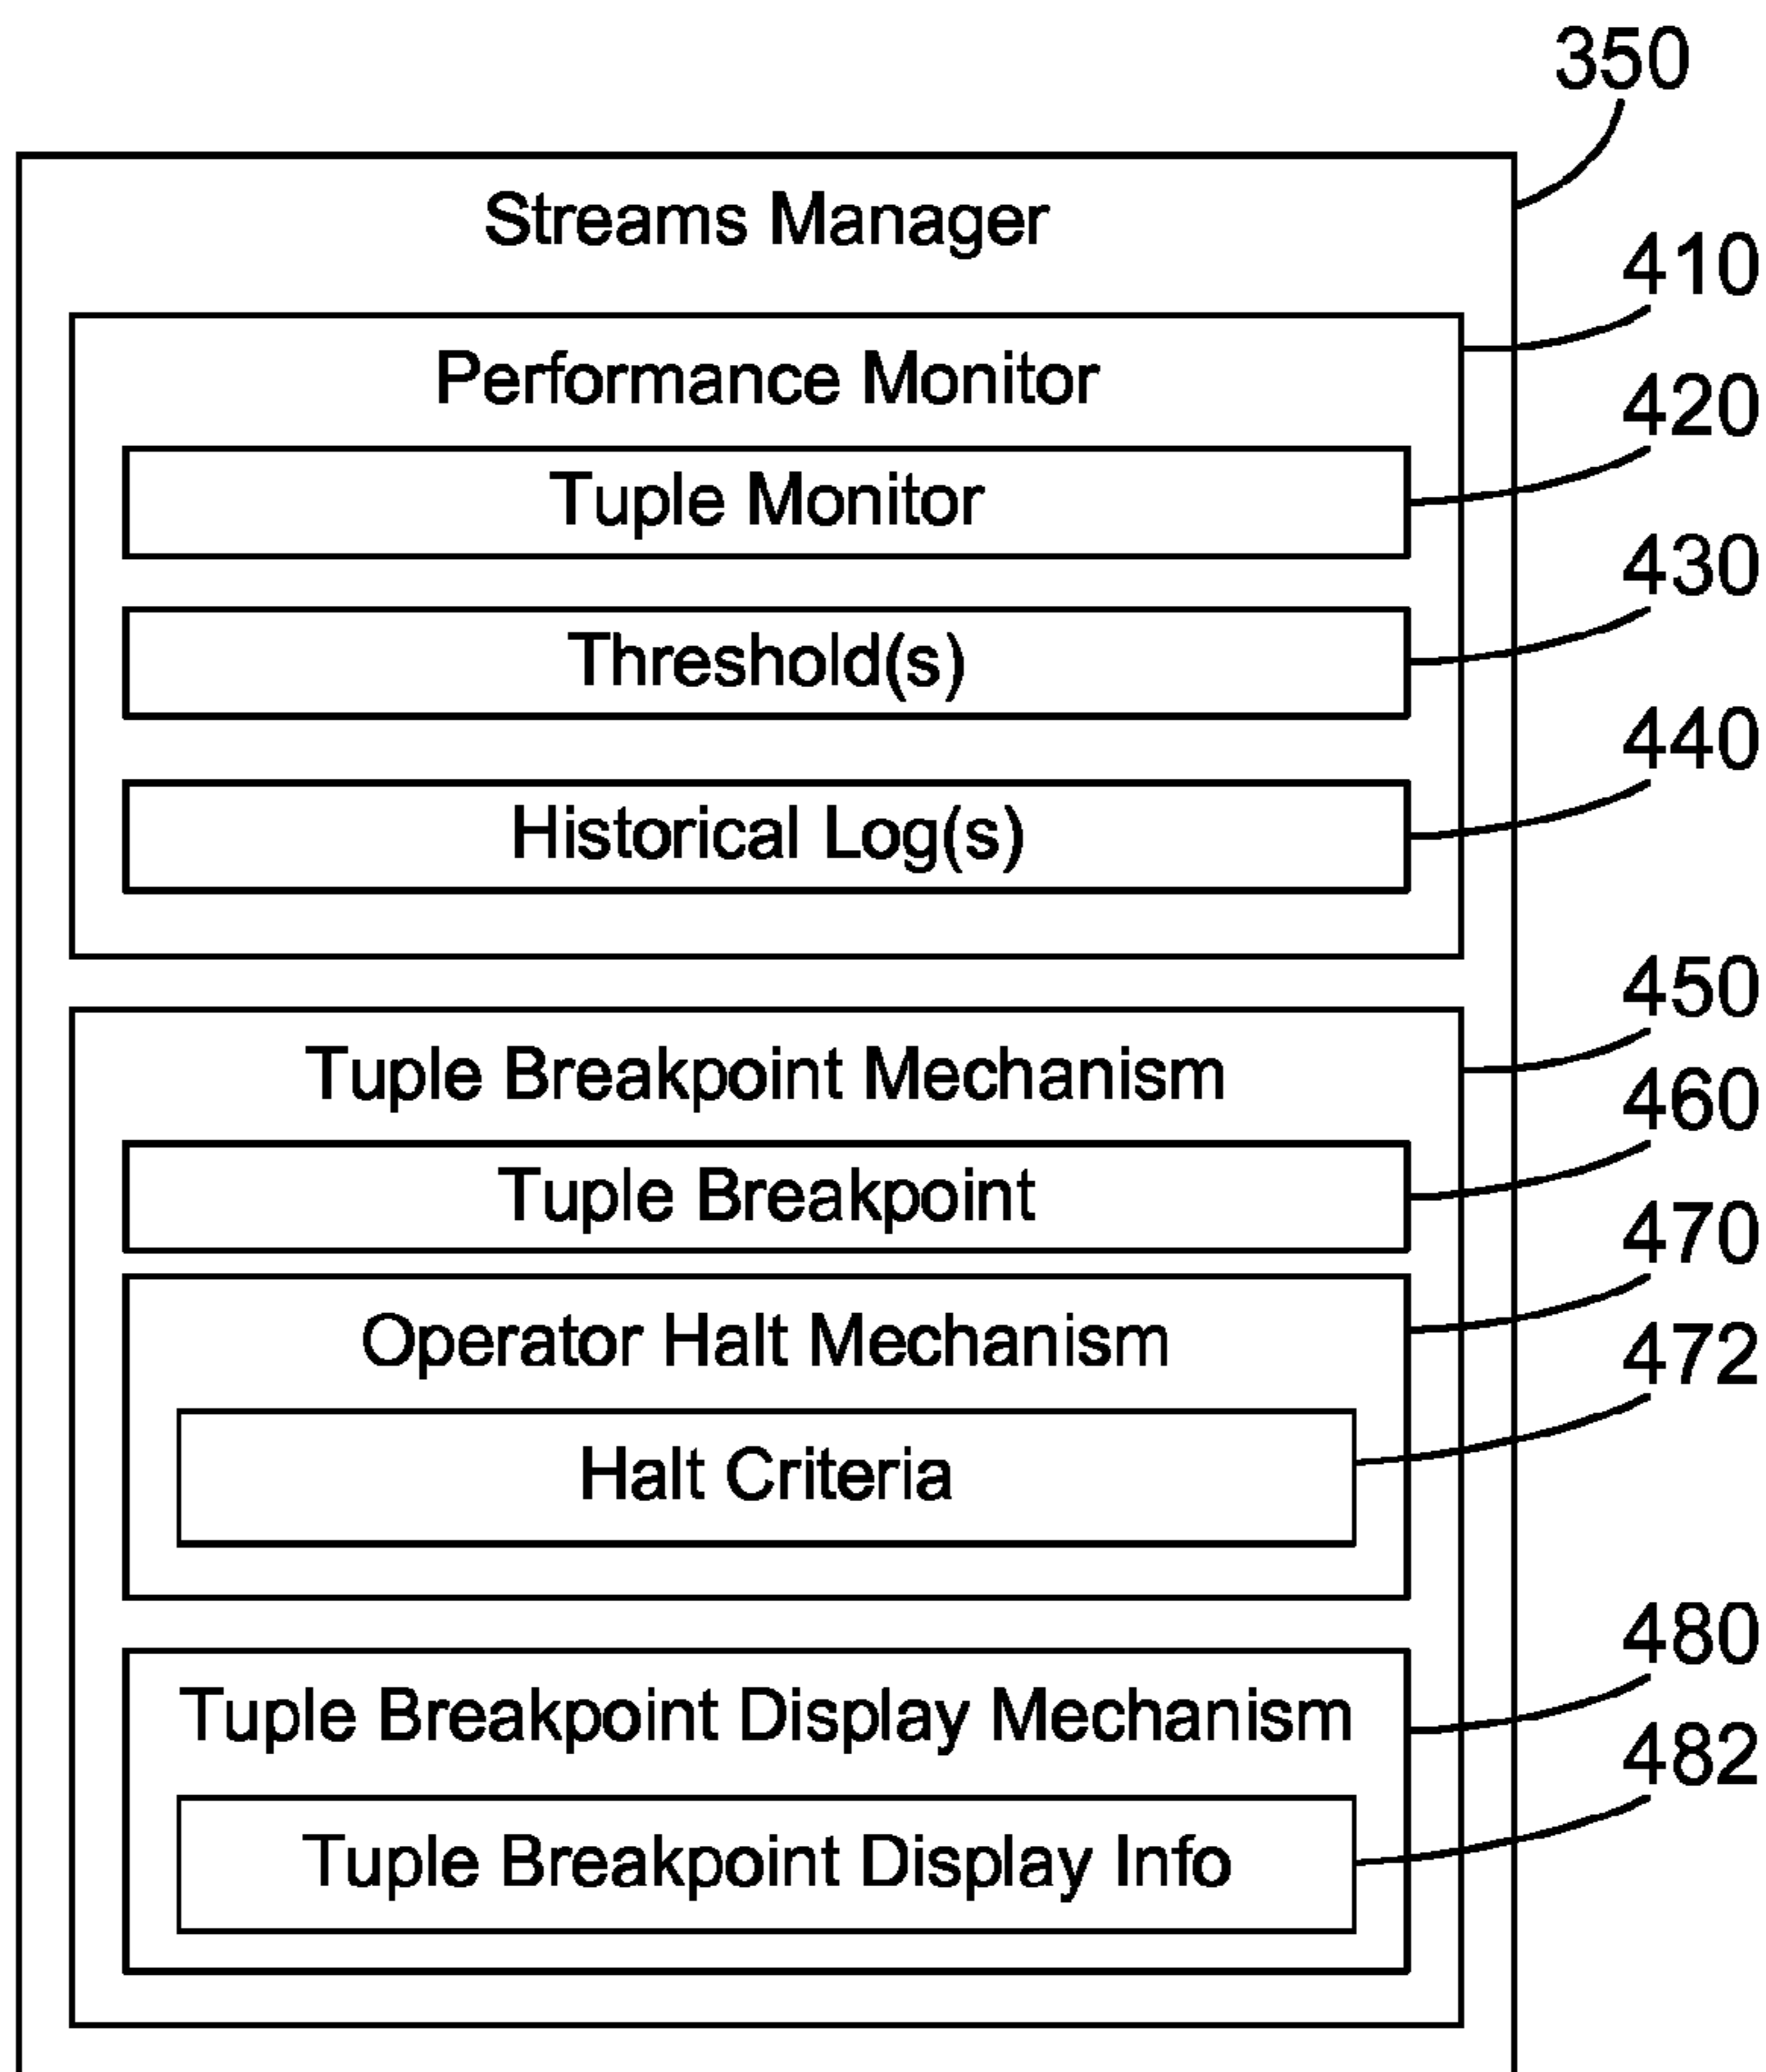 350
Streams Manager
410
Performance Monitor
420
Tuple Monitor
430
Threshold(s)
440
Historical Log(s)
450
Tuple Breakpoint Mechanism
460
Tuple Breakpoint
470
Operator Halt Mechanism
472
Halt Criteria
480
Tuple Breakpoint Display Mechanism
482
Tuple Breakpoint Display Info